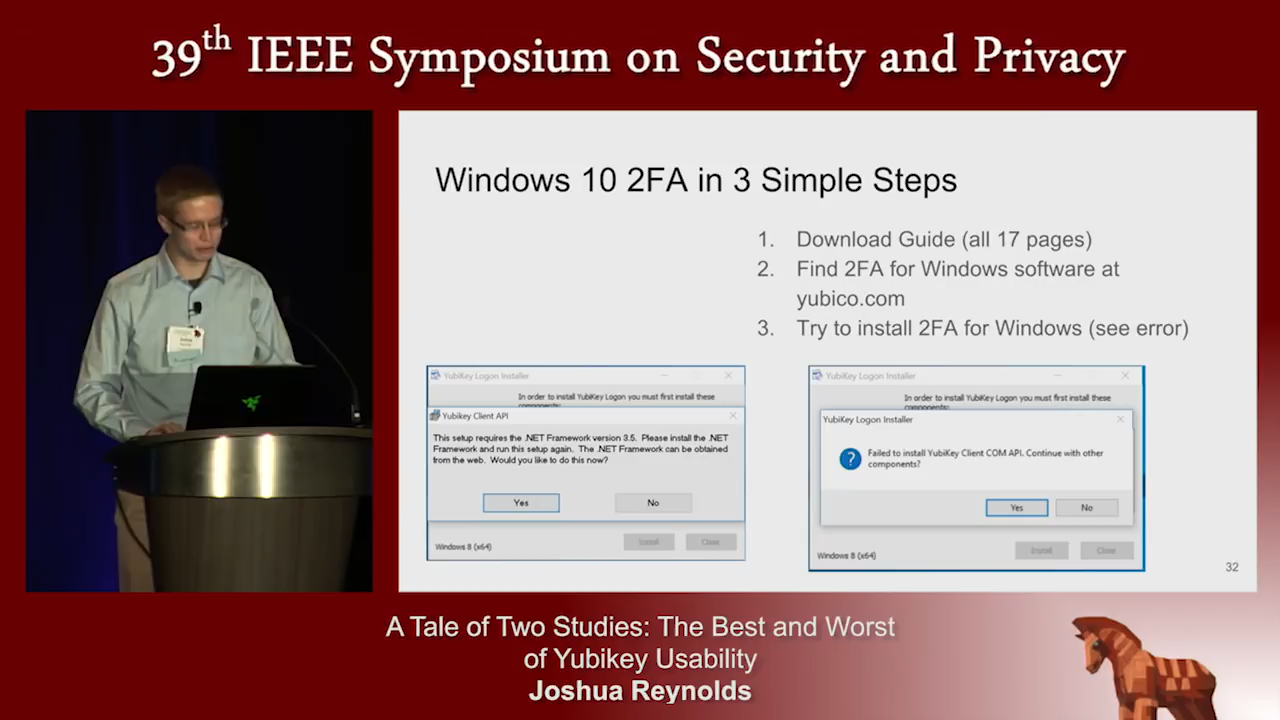 39th IEEE Symposium on Security and Privacy
Windows 10 2FA in 3 Simple Steps
1. Download Guide (all 17 pages)
2. Find 2FA for Windows software at
yubico.com
3. Try to install 2FA for Windows (see error)
YubiKey Logon Installer
In order to install YubiKey Logon you must first install these
components:
Yubikey Client API
This setup requires the .NET Framework version 3.5. Please install the .NET
Framework and run this setup again. The .NET Framework can be obtained
from the web. Would you like to do this now?
Yes No
Windows 8 (x64) Install Close
YubiKey Logon Installer
In order to install YubiKey Logon you must first install these
components:
YubiKey Logon Installer
Failed to install YubiKey Client COM API. Continue with other
components?
Yes No
Windows 8 (x64) Install Close
32
A Tale of Two Studies: The Best and Worst
of Yubikey Usability
Joshua Reynolds